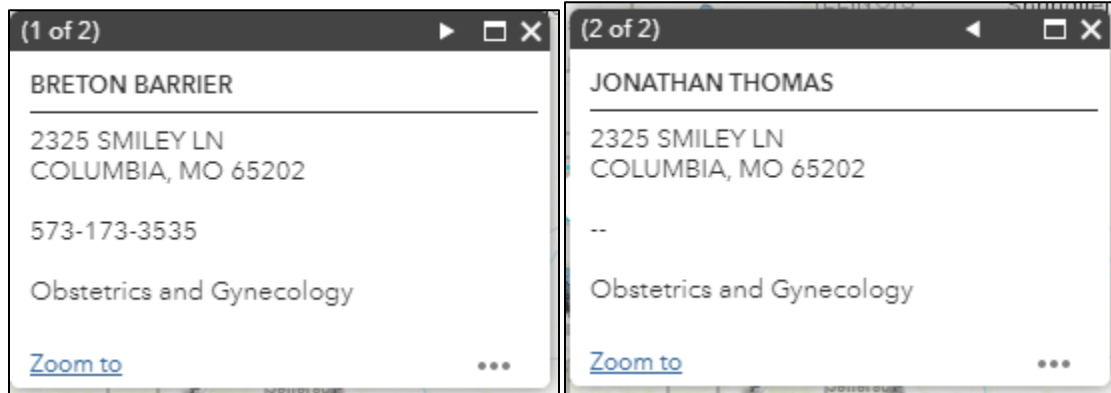 (1 of 2)
BRETON BARRIER
2325 SMILEY LN
COLUMBIA, MO 65202
573-173-3535
Obstetrics and Gynecology
Zoom to
(2 of 2)
JONATHAN THOMAS
2325 SMILEY LN
COLUMBIA, MO 65202
--
Obstetrics and Gynecology
Zoom to